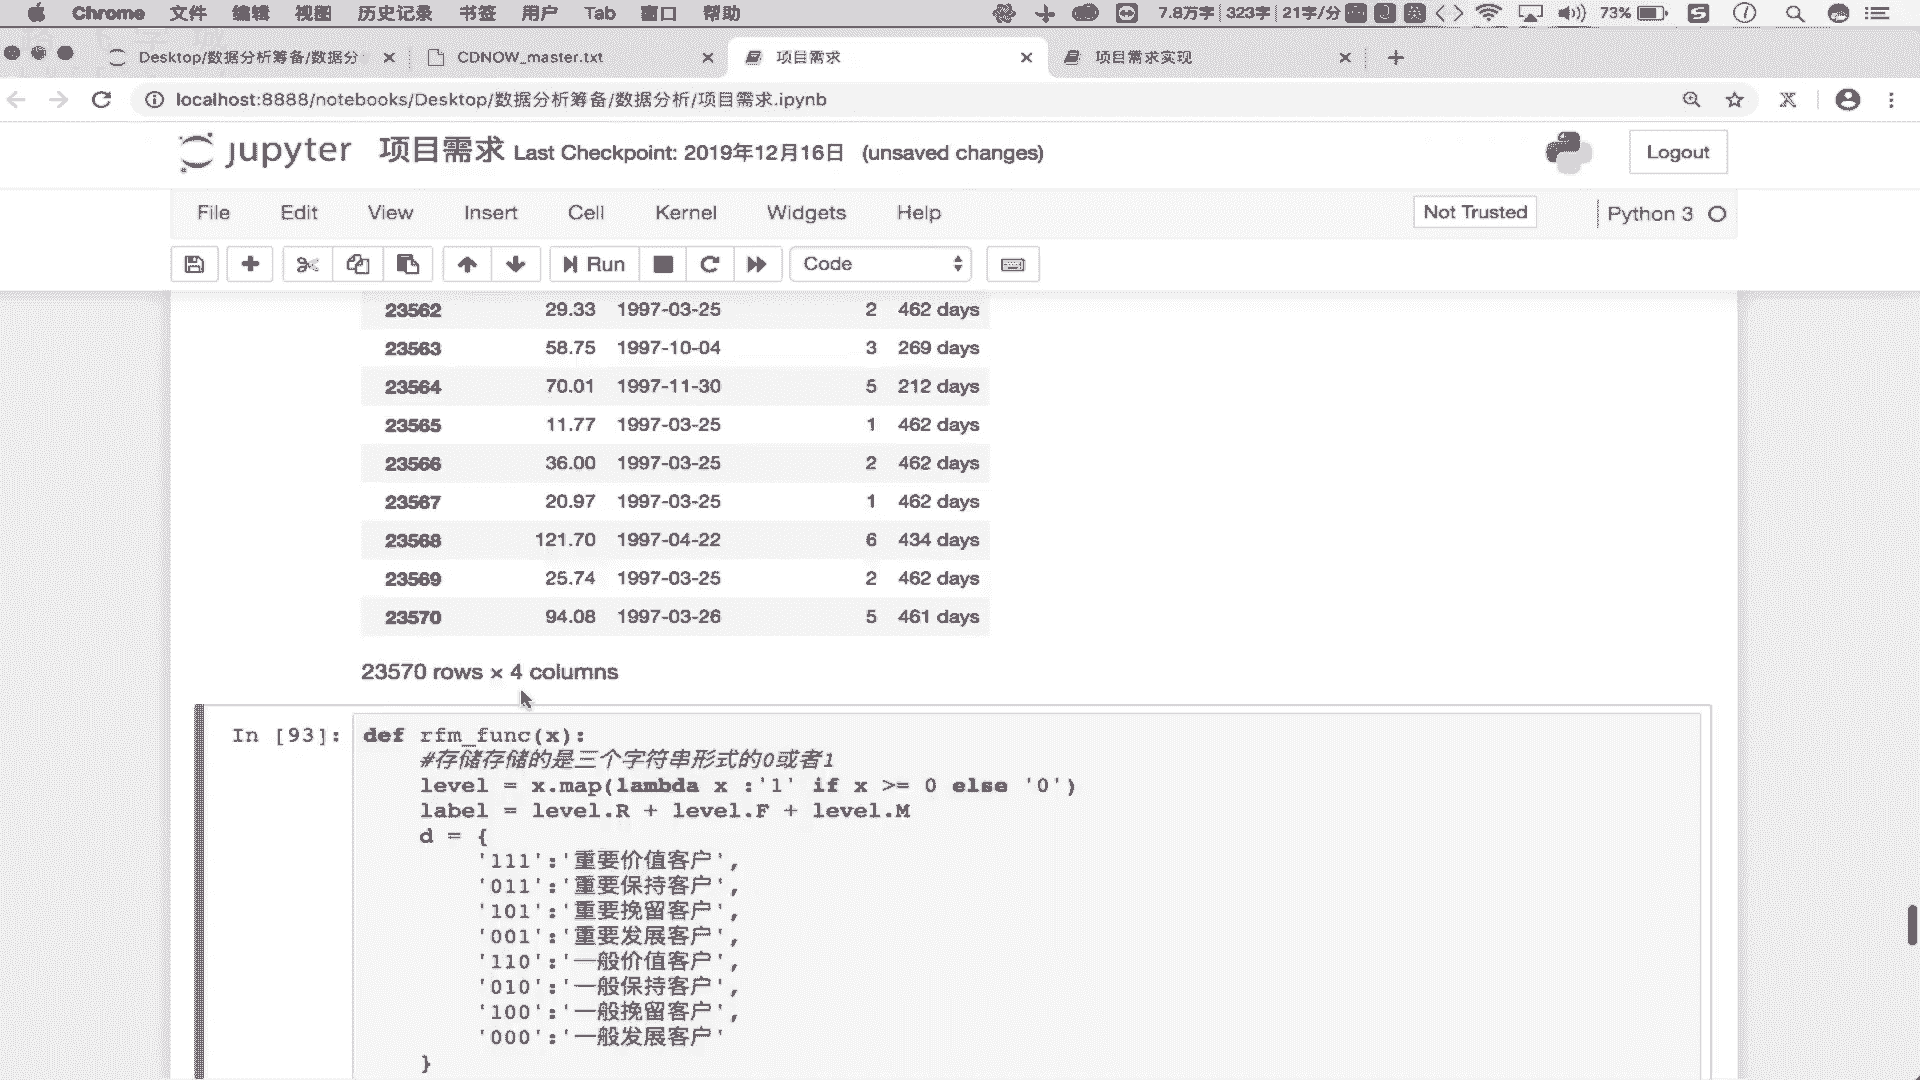 Chrome 文件 编辑 视图 历史记录 书签 用户 Tab 窗口 帮助 7.8万字 323字 21字/分 73%
Desktop/数据分析筹备/数据分 CDNOW_master.txt 项目需求 项目需求实现
localhost:8888/notebooks/Desktop/数据分析筹备/数据分析/项目需求.ipynb
jupyter 项目需求 Last Checkpoint: 2019年12月16日 (unsaved changes) Logout
File Edit View Insert Cell Kernel Widgets Help Not Trusted Python 3
Run Code
23562 29.33 1997-03-25 2 462 days
23563 58.75 1997-10-04 3 269 days
23564 70.01 1997-11-30 5 212 days
23565 11.77 1997-03-25 1 462 days
23566 36.00 1997-03-25 2 462 days
23567 20.97 1997-03-25 1 462 days
23568 121.70 1997-04-22 6 434 days
23569 25.74 1997-03-25 2 462 days
23570 94.08 1997-03-26 5 461 days
23570 rows × 4 columns
In [93]: def rfm_func(x):
#存储存储的是三个字符串形式的0或者1
level = x.map(lambda x :'1' if x >= 0 else '0')
label = level.R + level.F + level.M
d = {
'111':'重要价值客户',
'011':'重要保持客户',
'101':'重要挽留客户',
'001':'重要发展客户',
'110':'一般价值客户',
'010':'一般保持客户',
'100':'一般挽留客户',
'000':'一般发展客户'
}